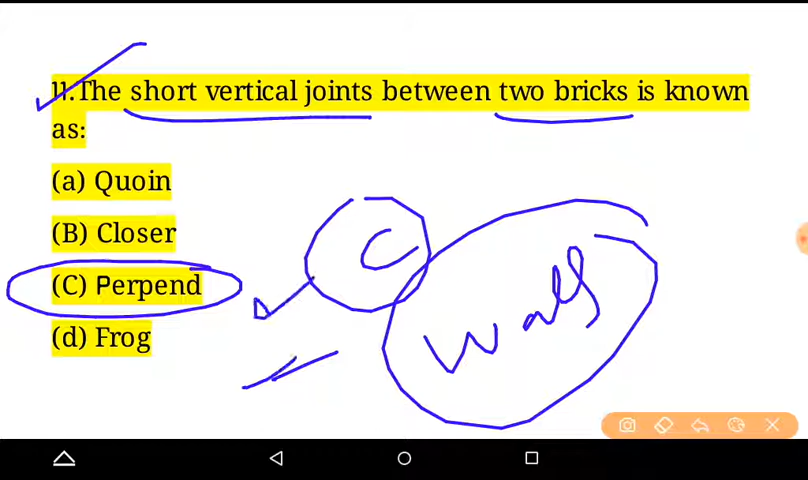 11.The short vertical joints between two bricks is known
as:
(a) Quoin
(B) Closer
C
(C) Perpend
Wall
(d) Frog